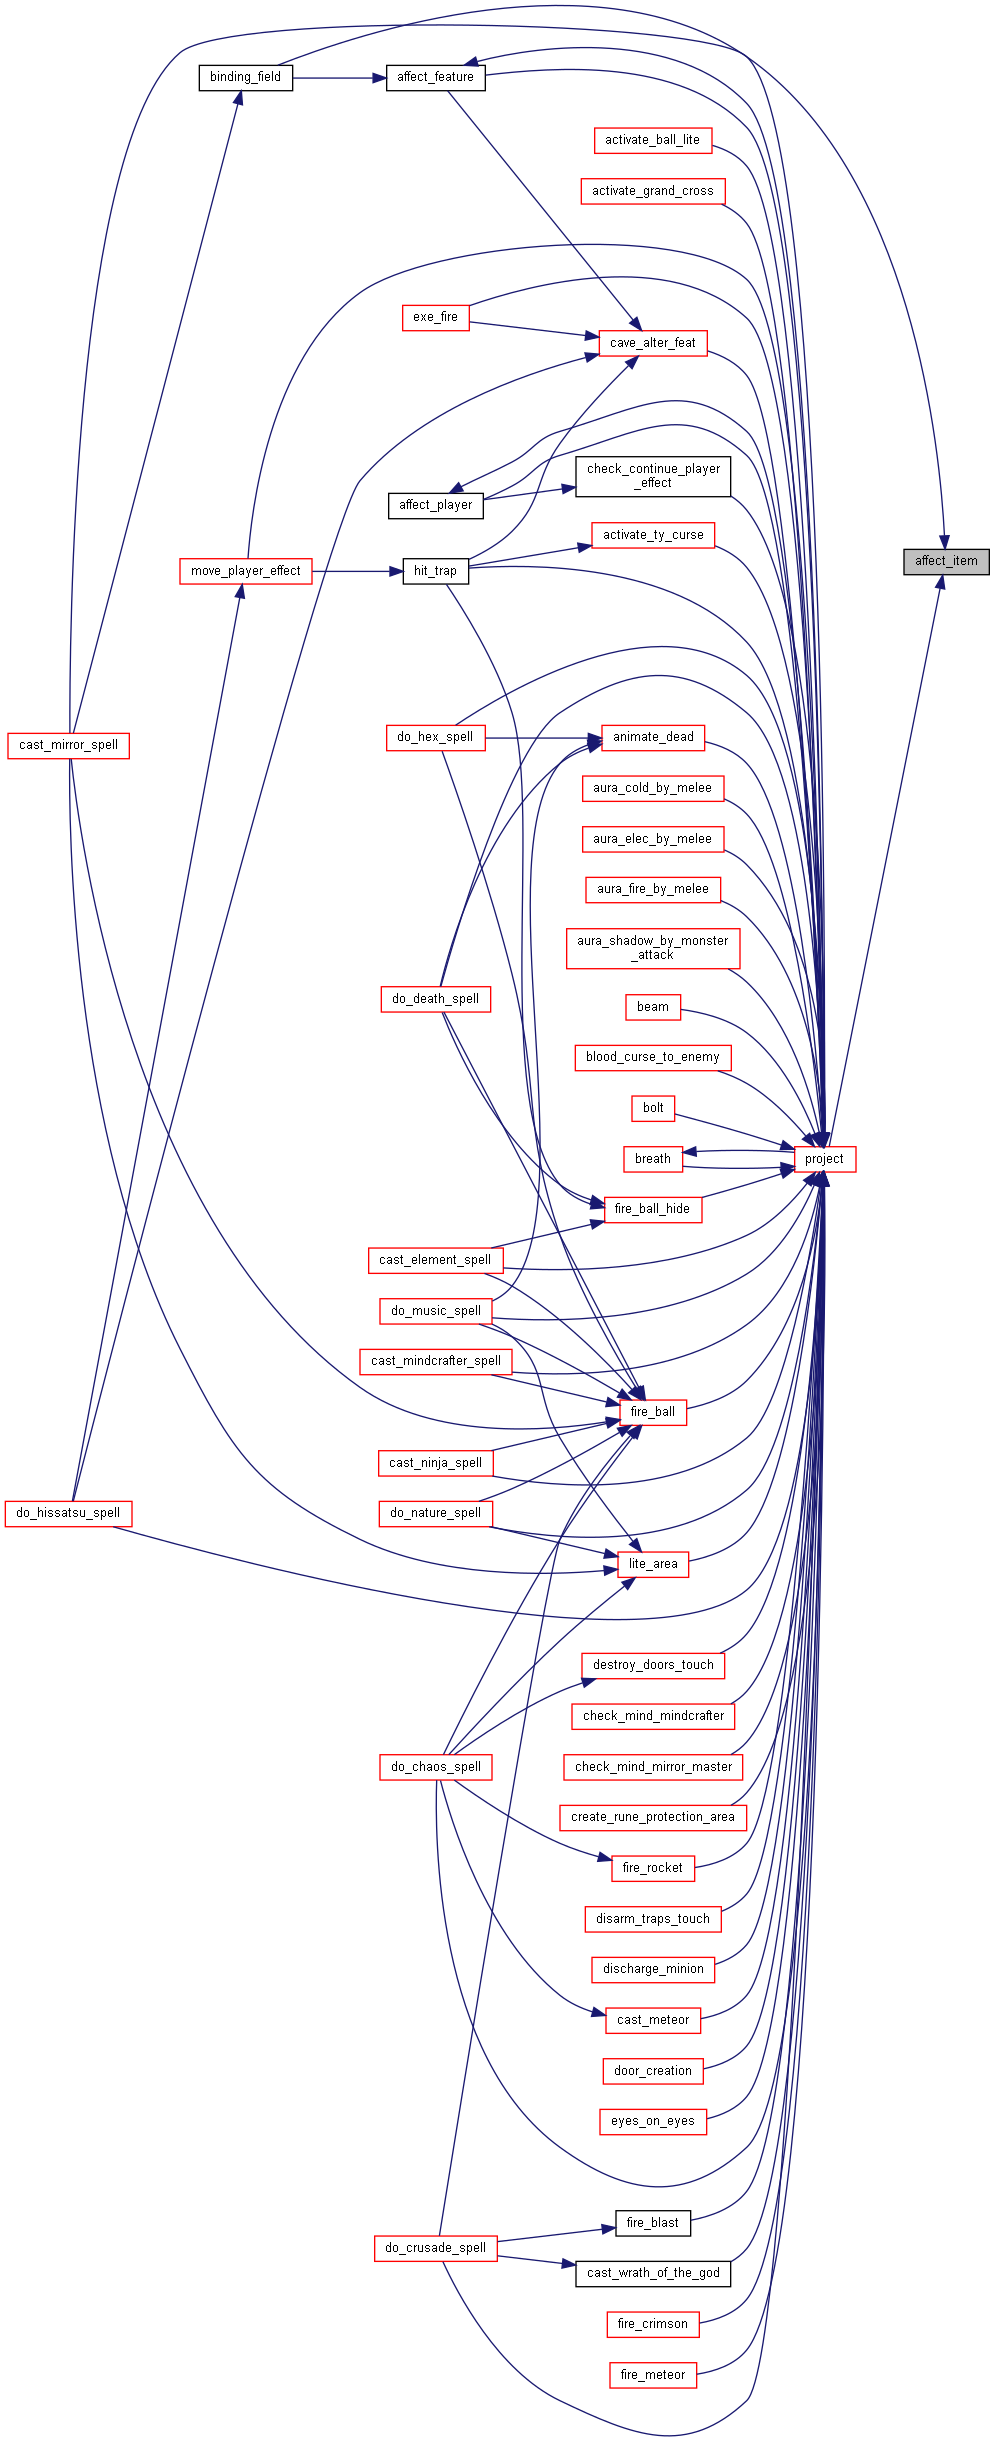 binding_field
affect_feature
activate_ball_lite
activate_grand_cross
exe_fire
cave_alter_feat
check_continue_player
_effect
affect_player
activate_ty_curse
affect_item
move_player_effect
hit_trap
do_hex_spell
animate_dead
cast_mirror_spell
aura_cold_by_melee
aura_elec_by_melee
aura_fire_by_melee
aura_shadow_by_monster
_attack
do_death_spell
beam
blood_curse_to_enemy
bolt
breath
project
fire_ball_hide
cast_element_spell
do_music_spell
cast_mindcrafter_spell
fire_ball
cast_ninja_spell
do_hissatsu_spell
do_nature_spell
lite_area
destroy_doors_touch
check_mind_mindcrafter
do_chaos_spell
check_mind_mirror_master
create_rune_protection_area
fire_rocket
disarm_traps_touch
discharge_minion
cast_meteor
door_creation
eyes_on_eyes
fire_blast
do_crusade_spell
cast_wrath_of_the_god
fire_crimson
fire_meteor